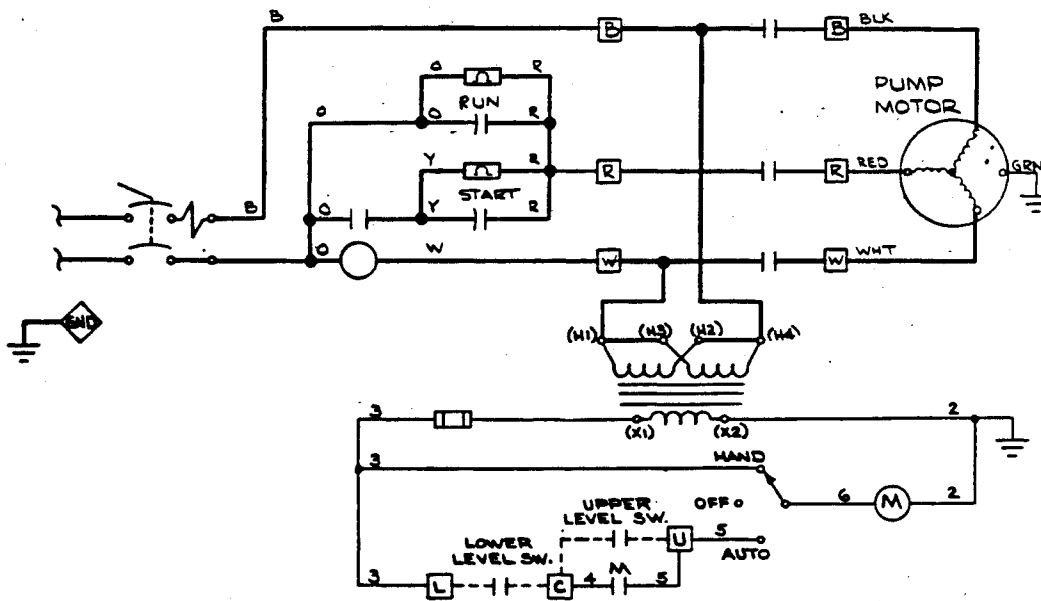 B
B
B
BLK
O
R
PUMP
MOTOR
RUN
O
O
R
Y
R
R
R
RED
GRN
START
B
O
Y
R
O
W
W
W
WHT
GND
(H1)
(H3)
(H2)
(H4)
3
(X1)
(X2)
2
3
HAND
6
M
2
UPPER
LEVEL SW.
OFF
LOWER
LEVEL SW.
U
5
AUTO
3
L
C
4
M
5